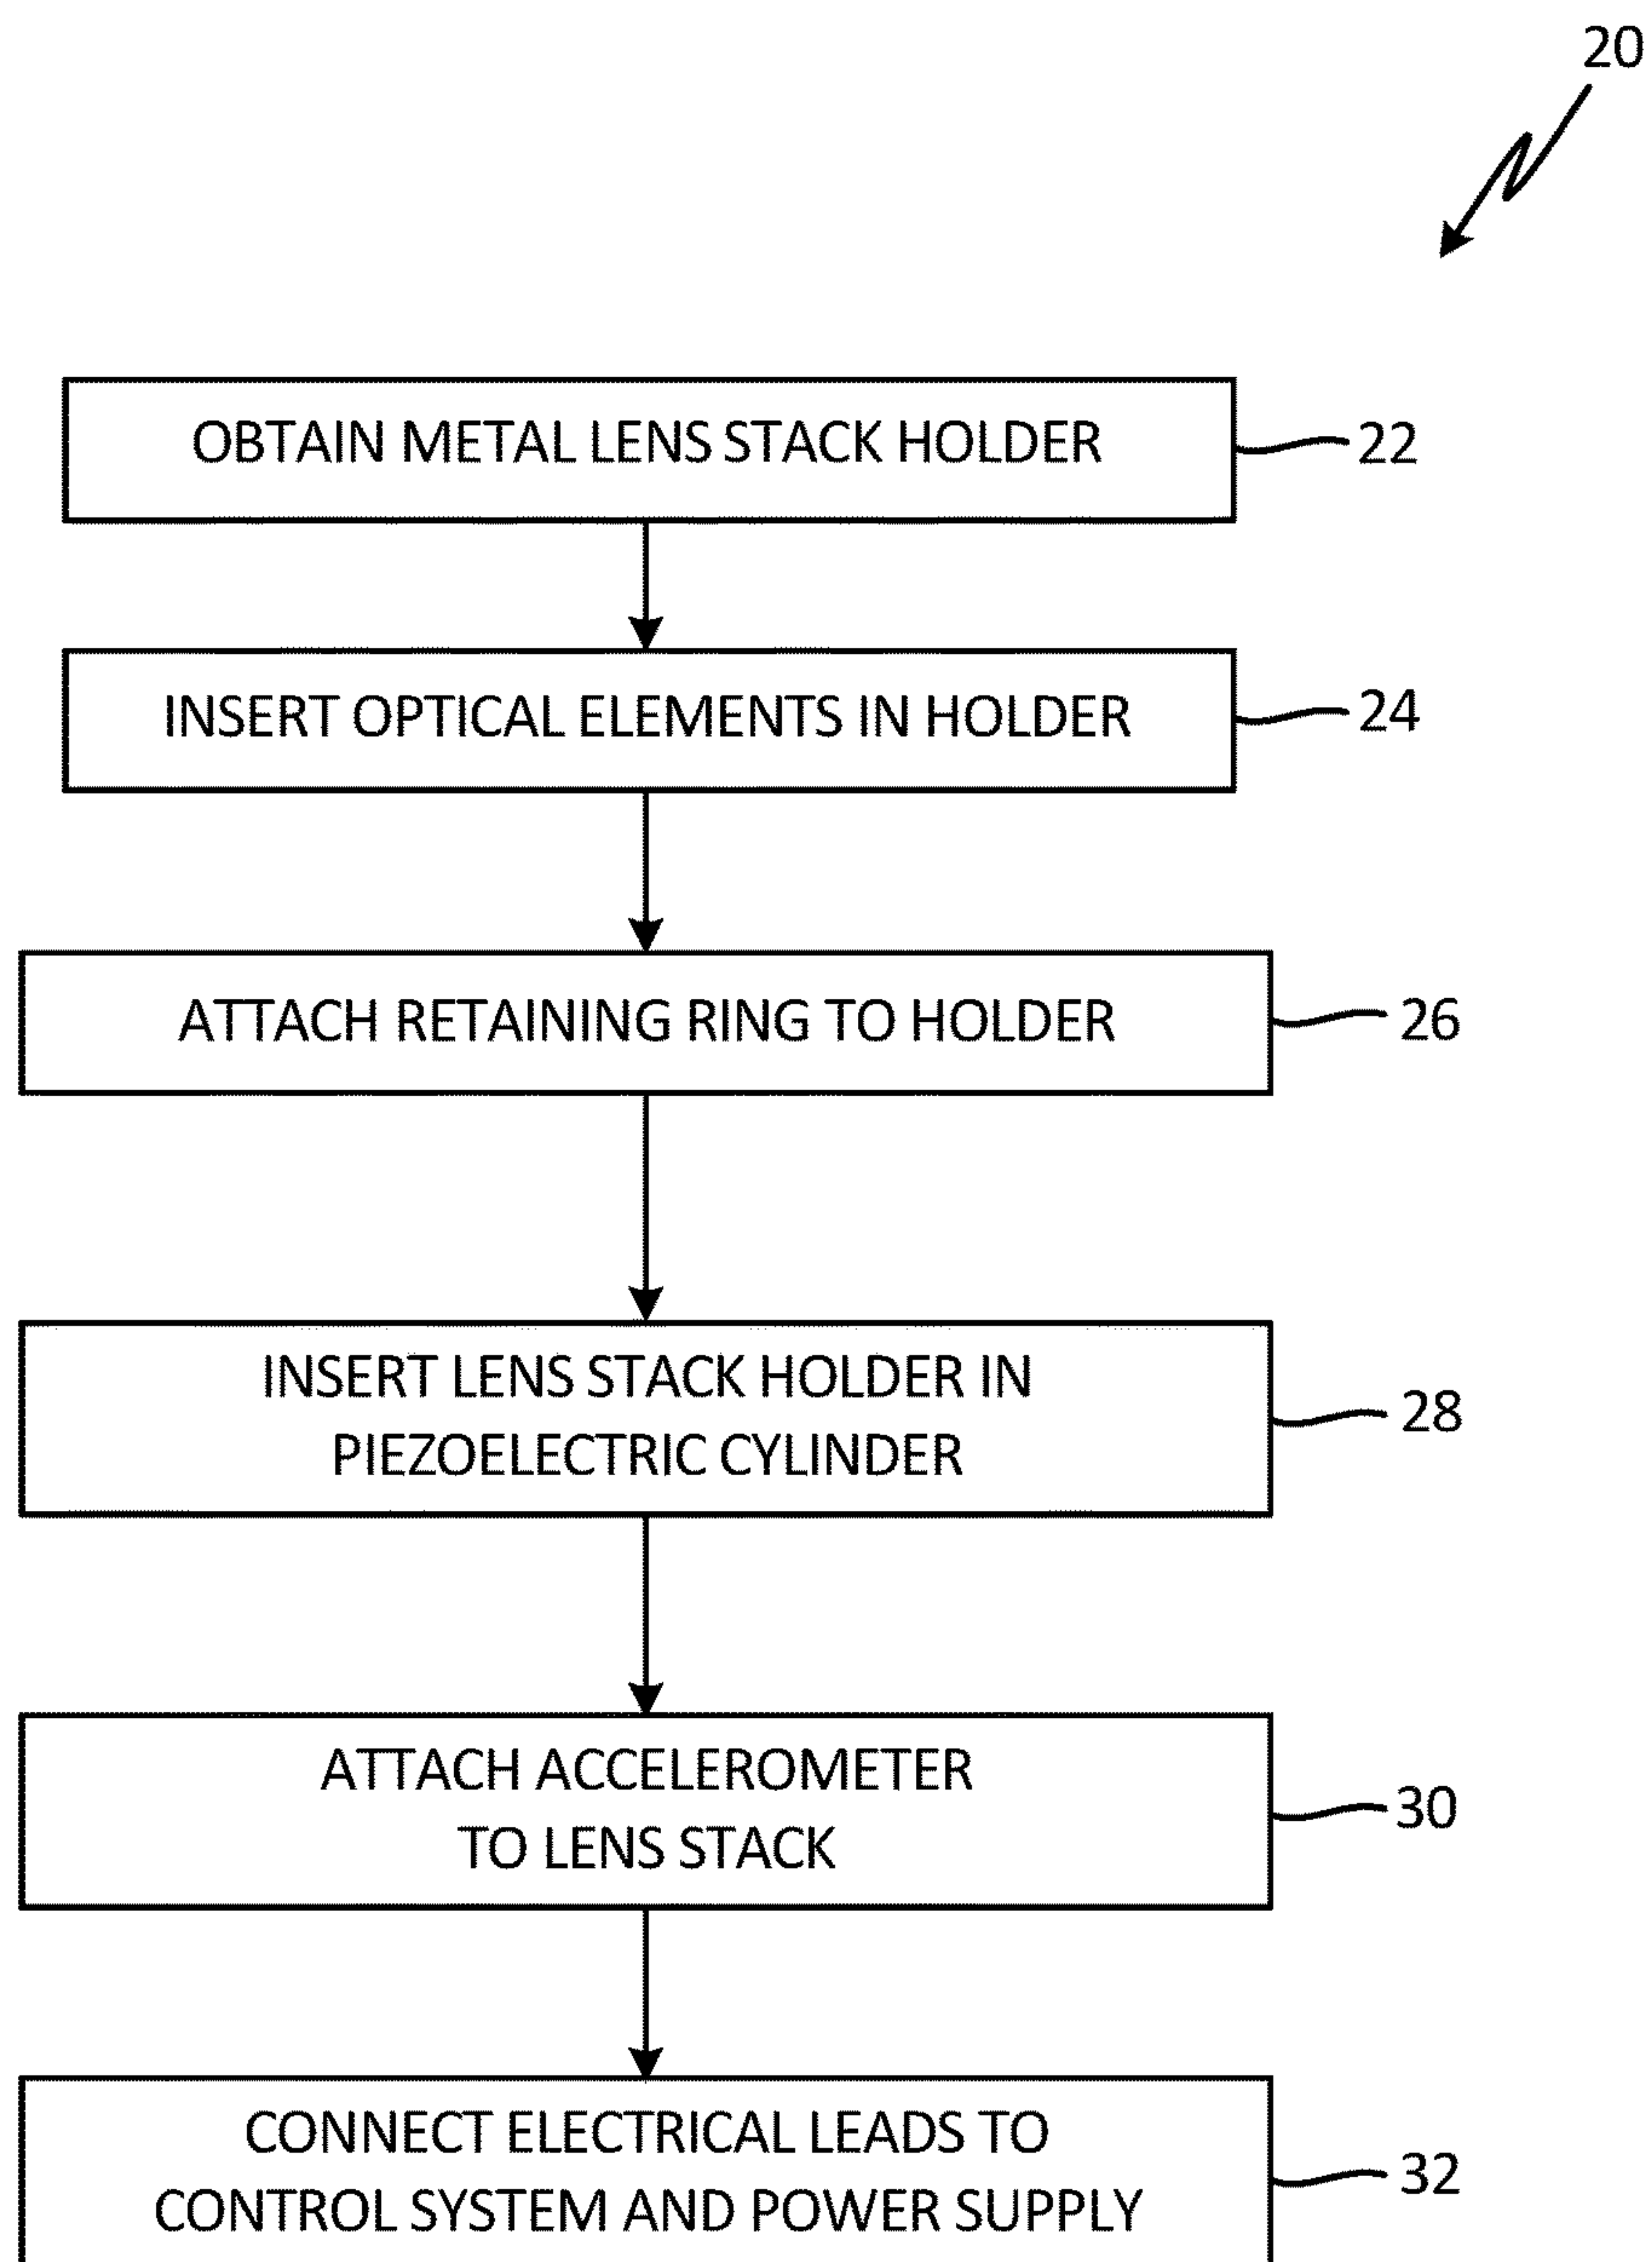 20
OBTAIN METAL LENS STACK HOLDER
22
INSERT OPTICAL ELEMENTS IN HOLDER
24
ATTACH RETAINING RING TO HOLDER
26
INSERT LENS STACK HOLDER IN
PIEZOELECTRIC CYLINDER
28
ATTACH ACCELEROMETER
TO LENS STACK
30
CONNECT ELECTRICAL LEADS TO
CONTROL SYSTEM AND POWER SUPPLY
32